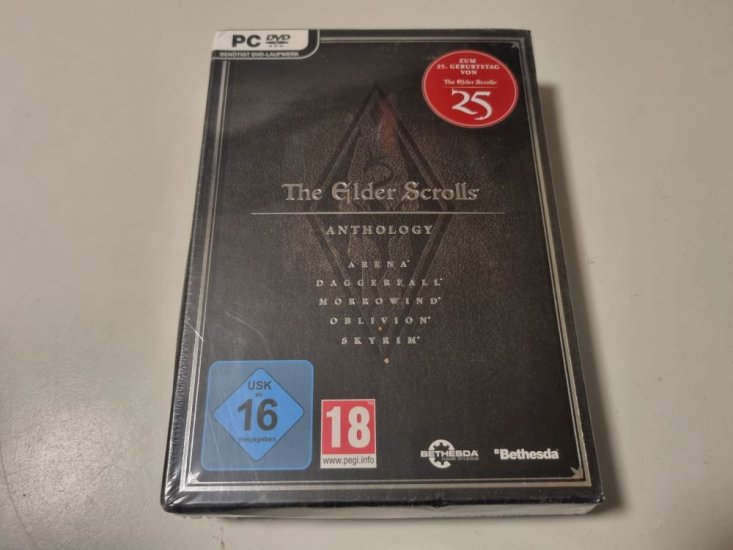 PC DVD
ROM
BENÖTIGT DVD-LAUFWERK
ZUM
25. GEBURTSTAG
VON
The Elder Scrolls
25
The Elder Scrolls
ANTHOLOGY
ARENA
DAGGERFALL
MORROWIND
OBLIVION
SKYRIM
USK
ab
16
freigegeben
18
www.pegi.info
BETHESDA
GAME STUDIOS
Bethesda